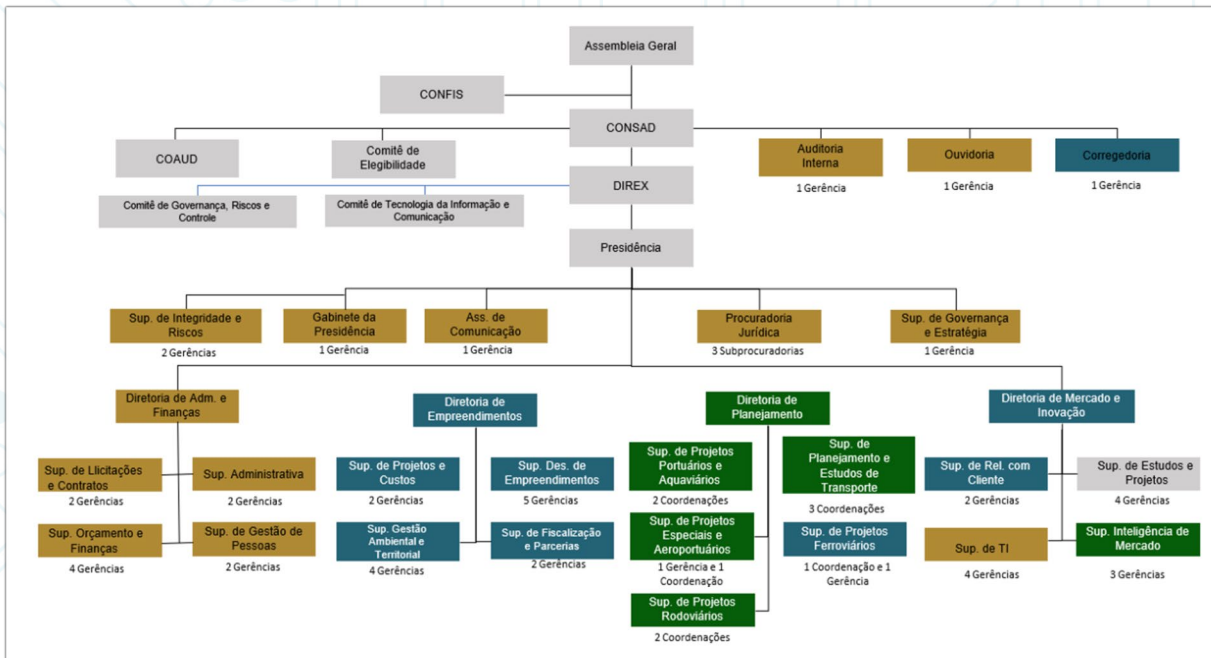 Assembleia Geral
CONFIS
CONSAD
COAUD
Comitê de
Elegibilidade
Auditoria
Interna
1 Gerência
Ouvidoria
1 Gerência
Corregedoria
1 Gerência
DIREX
Comitê de Governança, Riscos e
Controle
Comitê de Tecnologia da Informação e
Comunicação
Presidência
Sup. de Integridade e
Riscos
2 Gerências
Gabinete da
Presidência
1 Gerência
Ass. de
Comunicação
1 Gerência
Procuradoria
Jurídica
3 Subprocuradorias
Sup. de Governança
e Estratégia
1 Gerência
Diretoria de Adm. e
Finanças
Sup. de Llicitações
e Contratos
2 Gerências
Sup. Administrativa
2 Gerências
Sup. Orçamento e
Finanças
4 Gerências
Sup. de Gestão de
Pessoas
2 Gerências
Diretoria de
Empreendimentos
Sup. de Projetos e
Custos
2 Gerências
Sup. Des. de
Empreendimentos
5 Gerências
Sup. Gestão
Ambiental e
Territorial
4 Gerências
Sup. de Fiscalização
e Parcerias
2 Gerências
Diretoria de
Planejamento
Sup. de Projetos
Portuários e
Aquaviários
2 Coordenações
Sup. de
Planejamento e
Estudos de
Transporte
3 Coordenações
Sup. de Projetos
Especiais e
Aeroportuários
1 Gerência e 1
Coordenação
Sup. de Projetos
Ferroviários
1 Coordenação e 1
Gerência
Sup. de Projetos
Rodoviários
2 Coordenações
Diretoria de Mercado e
Inovação
Sup. de Rel. com
Cliente
2 Gerências
Sup. de Estudos e
Projetos
4 Gerências
Sup. de TI
4 Gerências
Sup. Inteligência de
Mercado
3 Gerências